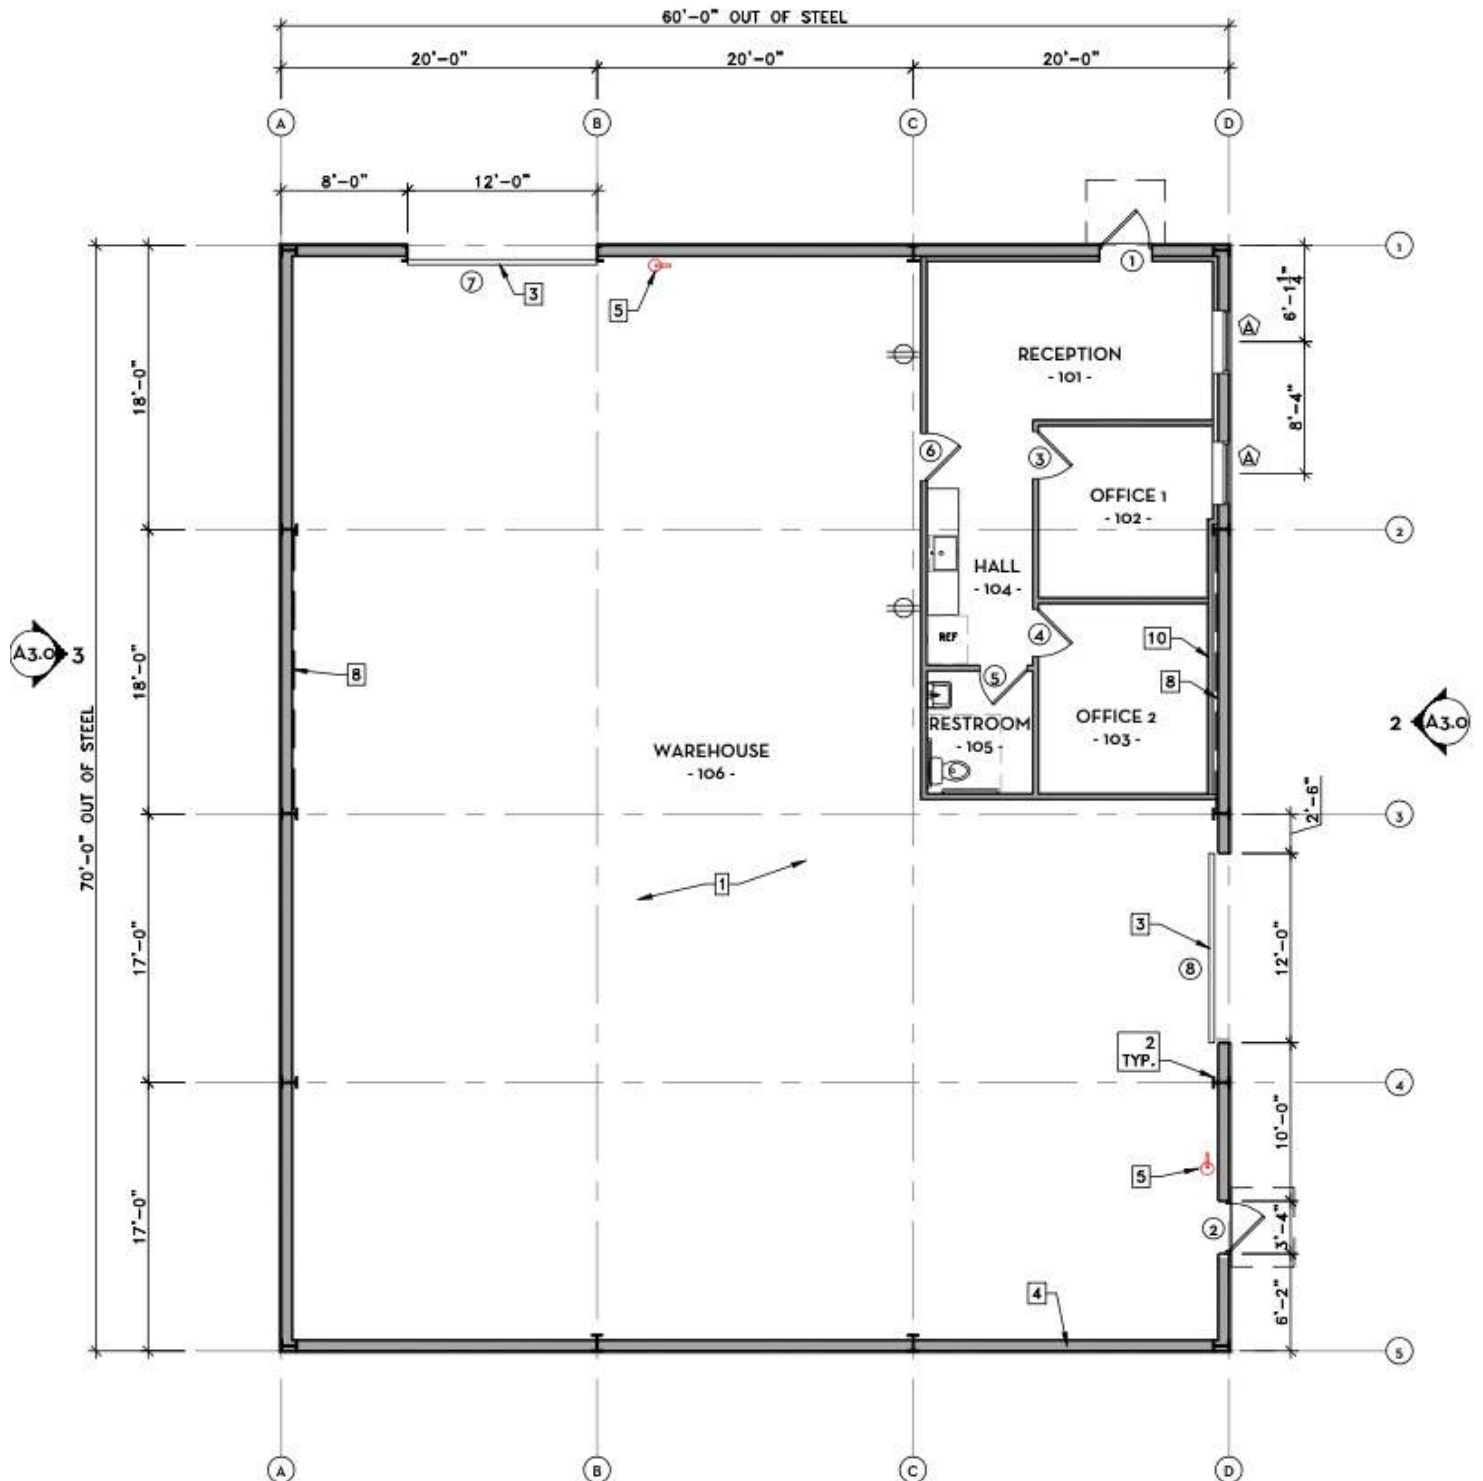 60'-0" OUT OF STEEL
20'-0"
20'-0"
20'-0"
A
B
C
D
8'-0"
12'-0"
1
1
7
3
5
6'-1 1/4"
A
RECEPTION
- 101 -
18'-0"
8'-4"
6
3
A
OFFICE 1
- 102 -
2
HALL
- 104 -
REF
4
10
A3.0
3
8
18'-0"
5
8
RESTROOM
- 105 -
OFFICE 2
- 103 -
2
A3.0
WAREHOUSE
- 106 -
70'-0" OUT OF STEEL
2'-6"
3
1
3
17'-0"
8
12'-0"
2
TYP.
4
10'-0"
5
17'-0"
2
3'-4"
4
6'-2"
5
A
B
C
D